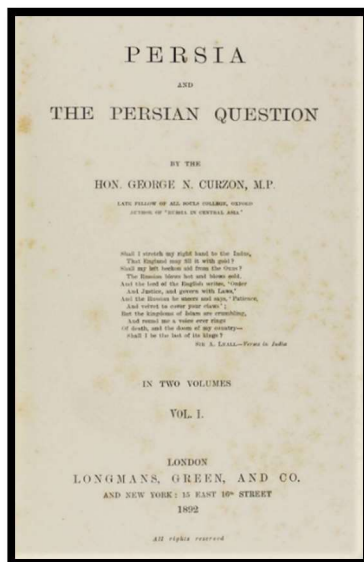 PERSIA
AND
THE PERSIAN QUESTION
BY THE
HON. GEORGE N. CURZON, M.P.
LATE FELLOW OF ALL SOULS COLLEGE, OXFORD
AUTHOR OF "RUSSIA IN CENTRAL ASIA"
Shall I stretch my right hand to the Indus,
That England may fill it with gold?
Shall my left beckon aid from the Oxus?
The Russian blows hot and blows cold.
And the lord of the English writes, 'Order
And Justice, and govern with Laws,'
And the Russian he sneers and says, 'Patience,
And velvet to cover your claws';
But the kingdoms of Islam are crumbling,
And round me a voice ever rings
Of death, and the doom of my country—
Shall I be the last of its kings?
SIR A. LYALL—Verses in India
IN TWO VOLUMES
VOL. I.
LONDON
LONGMANS, GREEN, AND CO.
AND NEW YORK: 15 EAST 16th STREET
1892
All rights reserved